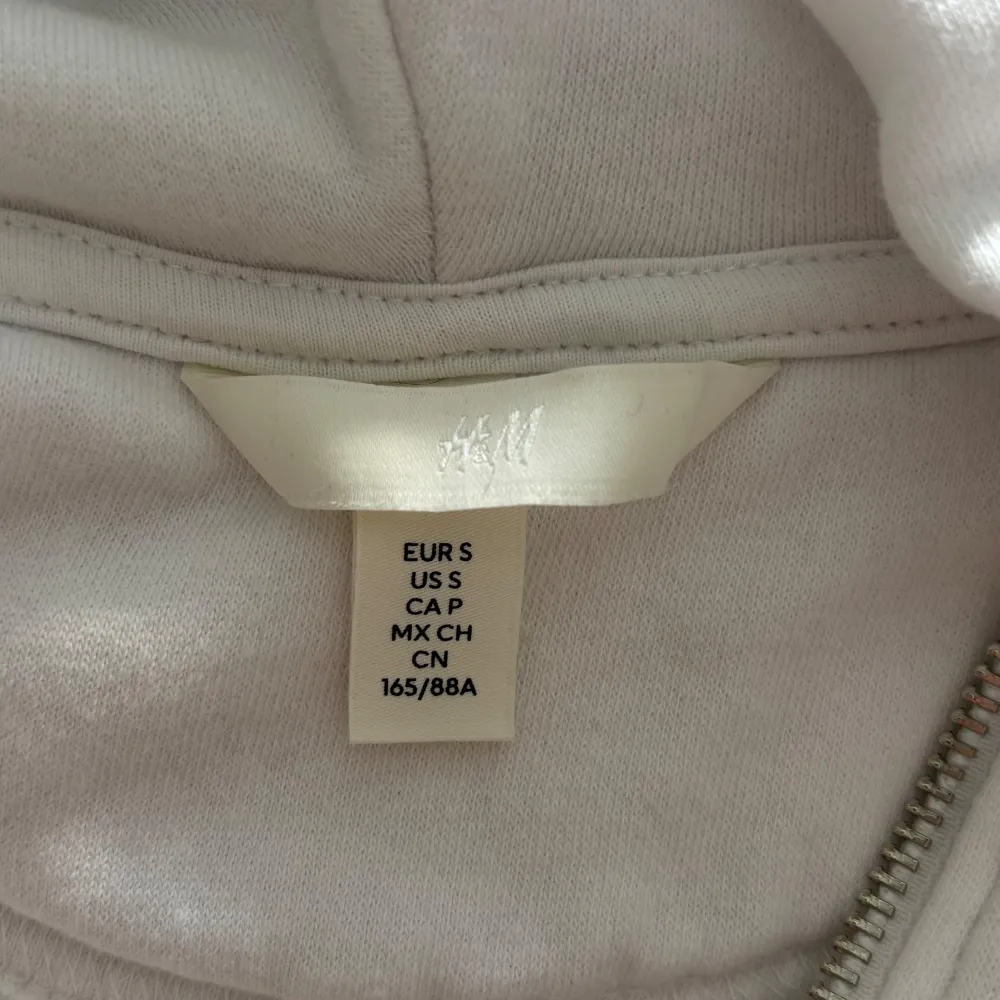 H&M
EUR S
US S
CA P
MX CH
CN
165/88A